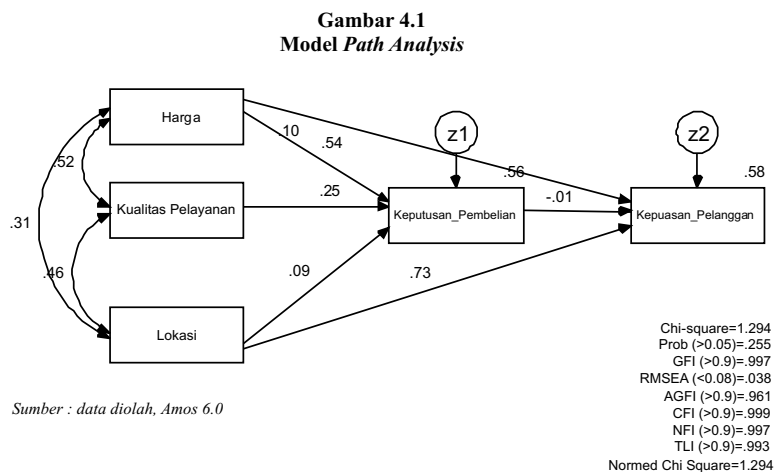 Gambar 4.1
Model Path Analysis
Harga
z1
z2
.10
.54
.52
.56
.58
Kualitas Pelayanan
.25
-.01
Keputusan_Pembelian
Kepuasan_Pelanggan
.31
.46
.09
.73
Lokasi
Chi-square=1.294
Prob (>0.05)=.255
GFI (>0.9)=.997
RMSEA (<0.08)=.038
AGFI (>0.9)=.961
CFI (>0.9)=.999
NFI (>0.9)=.997
TLI (>0.9)=.993
Normed Chi Square=1.294
Sumber : data diolah, Amos 6.0